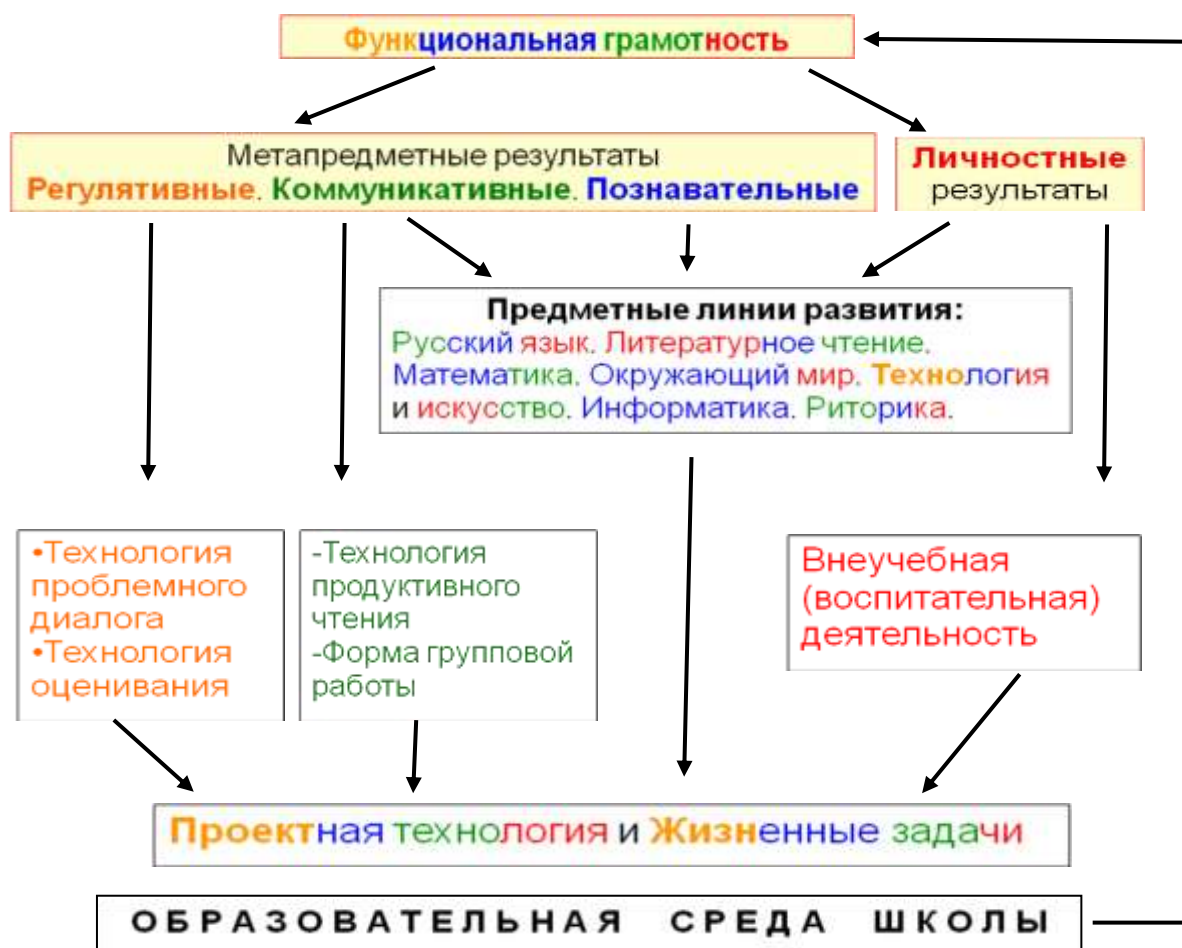 Функциональная грамотность
Метапредметные результаты
Регулятивные. Коммуникативные. Познавательные
Личностные
результаты
Предметные линии развития:
Русский язык. Литературное чтение.
Математика. Окружающий мир. Технология
и искусство. Информатика. Риторика.
•Технология
проблемного
диалога
•Технология
оценивания
-Технология
продуктивного
чтения
-Форма групповой
работы
Внеучебная
(воспитательная)
деятельность
Проектная технология и Жизненные задачи
ОБРАЗОВАТЕЛЬНАЯ СРЕДА ШКОЛЫ